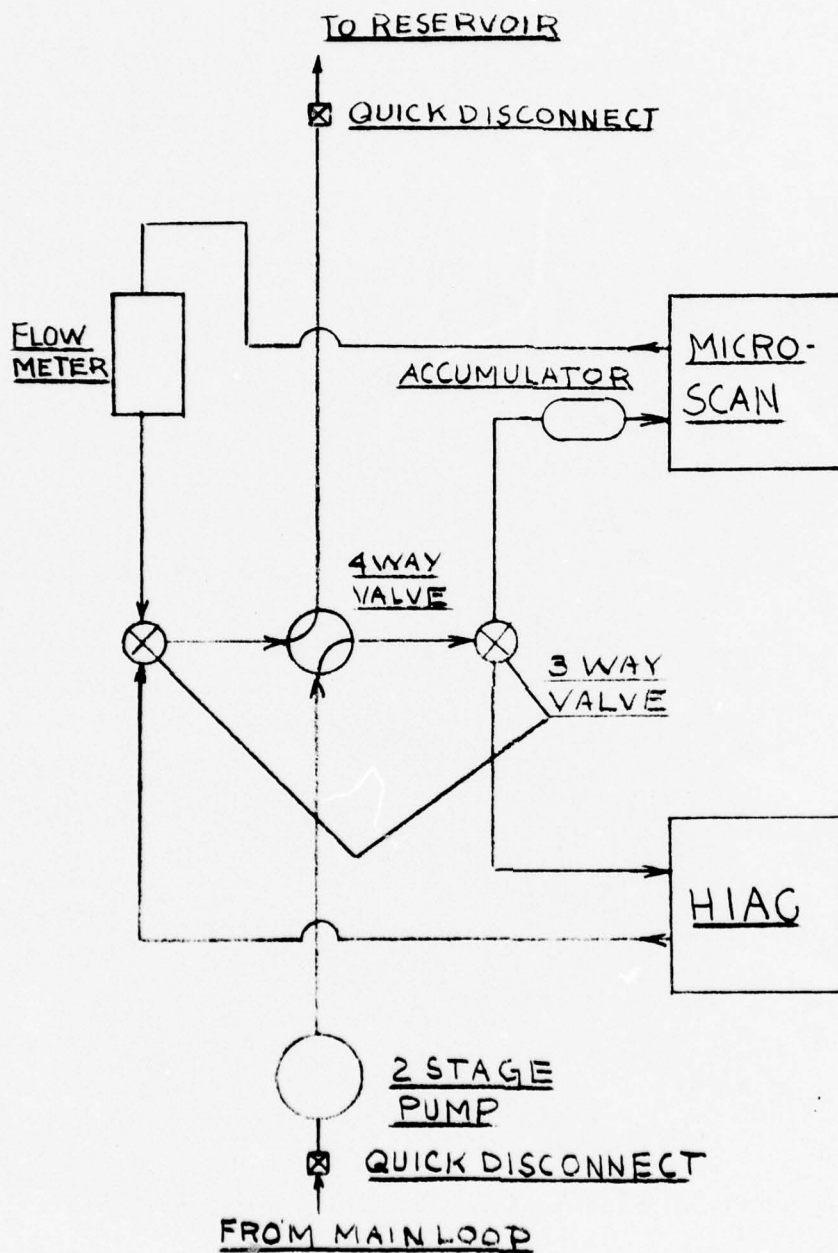 TO RESERVOIR
QUICK DISCONNECT
FLOW
METER
MICRO-
SCAN
ACCUMULATOR
4 WAY
VALVE
3 WAY
VALVE
HIAC
2 STAGE
PUMP
QUICK DISCONNECT
FROM MAIN LOOP